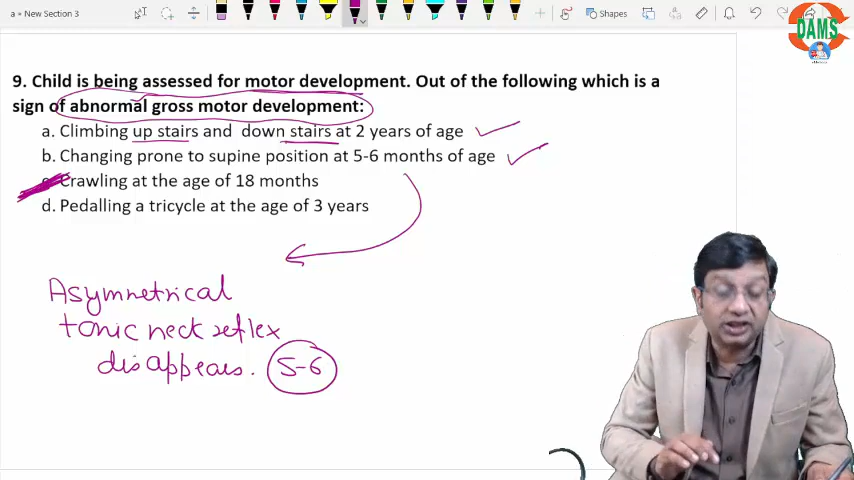 a » New Section 3
Shapes
DAMS
9. Child is being assessed for motor development. Out of the following which is a
sign of abnormal gross motor development:
a. Climbing up stairs and down stairs at 2 years of age
b. Changing prone to supine position at 5-6 months of age
Crawling at the age of 18 months
d. Pedalling a tricycle at the age of 3 years
Asymmetrical
tonic neck reflex
disappears. 5-6